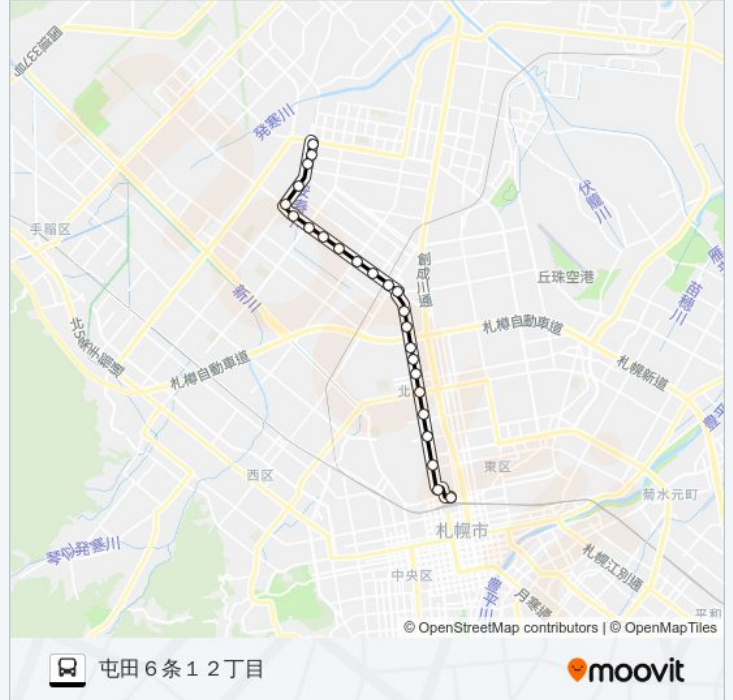 国道337号
発寒川
伏籠川
手稲区
創成川通
丘珠空港
苗穂川
新川
札樽自動車道
北5条手稲通
札樽自動車道
札幌新道
北
東区
西区
菊水元町
札幌市
琴似発寒川
札幌江別通
中央区
豊平川
月寒通
平和
© OpenStreetMap contributors | © OpenMapTiles
屯田６条１２丁目
moovit